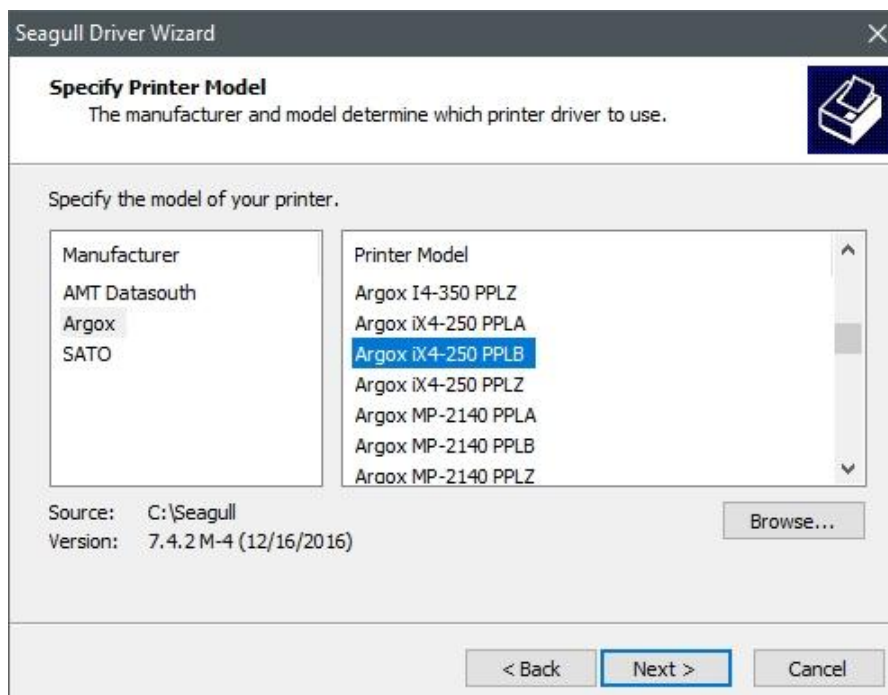 Seagull Driver Wizard
Specify Printer Model
The manufacturer and model determine which printer driver to use.
Specify the model of your printer.
Manufacturer
AMT Datasouth
Argox
SATO
Printer Model
Argox I4-350 PPLZ
Argox iX4-250 PPLA
Argox iX4-250 PPLB
Argox iX4-250 PPLZ
Argox MP-2140 PPLA
Argox MP-2140 PPLB
Argox MP-2140 PPLZ
Source: C:\Seagull
Version: 7.4.2 M-4 (12/16/2016)
Browse...
< Back
Next >
Cancel